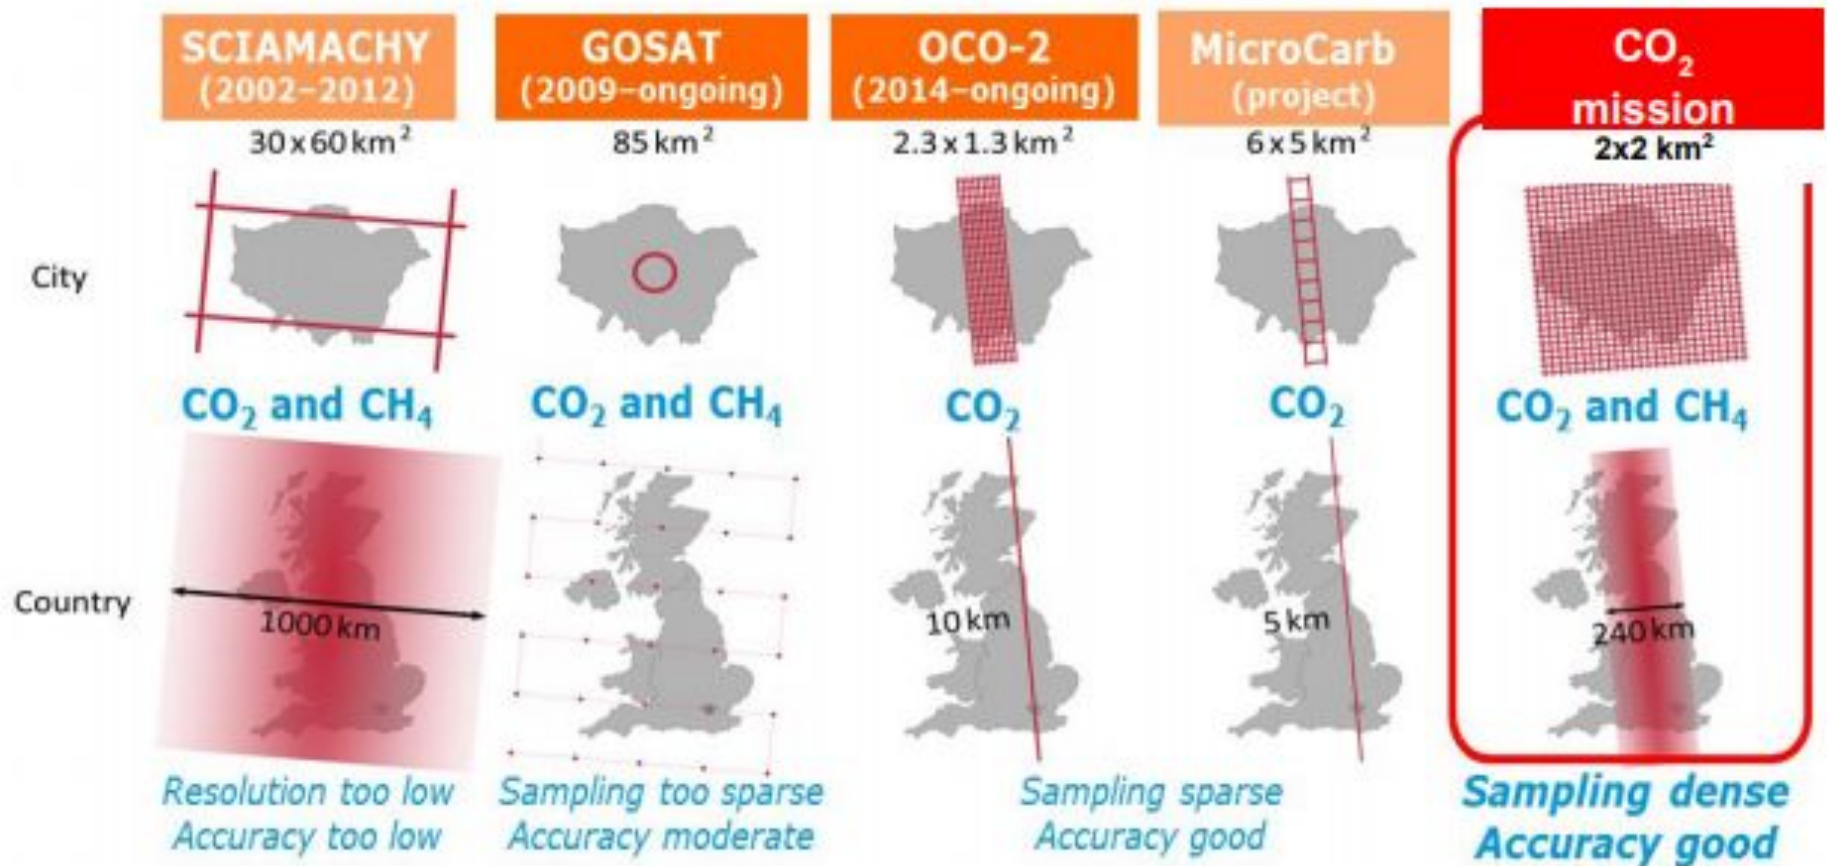 SCIAMACHY
(2002–2012)
30 x 60 km²
GOSAT
(2009–ongoing)
85 km²
OCO-2
(2014–ongoing)
2.3 x 1.3 km²
MicroCarb
(project)
6 x 5 km²
CO₂
mission
2x2 km²
City
CO₂ and CH₄
CO₂ and CH₄
CO₂
CO₂
CO₂ and CH₄
Country
1000 km
10 km
5 km
240 km
Resolution too low
Accuracy too low
Sampling too sparse
Accuracy moderate
Sampling sparse
Accuracy good
Sampling dense
Accuracy good